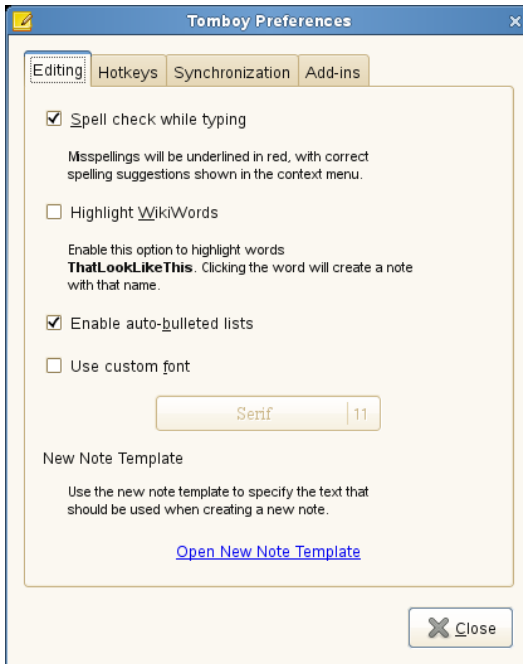 Tomboy Preferences
Editing Hotkeys Synchronization Add-ins
Spell check while typing
Misspellings will be underlined in red, with correct
spelling suggestions shown in the context menu.
Highlight WikiWords
Enable this option to highlight words
ThatLookLikeThis. Clicking the word will create a note
with that name.
Enable auto-bulleted lists
Use custom font
Serif 11
New Note Template
Use the new note template to specify the text that
should be used when creating a new note.
Open New Note Template
Close